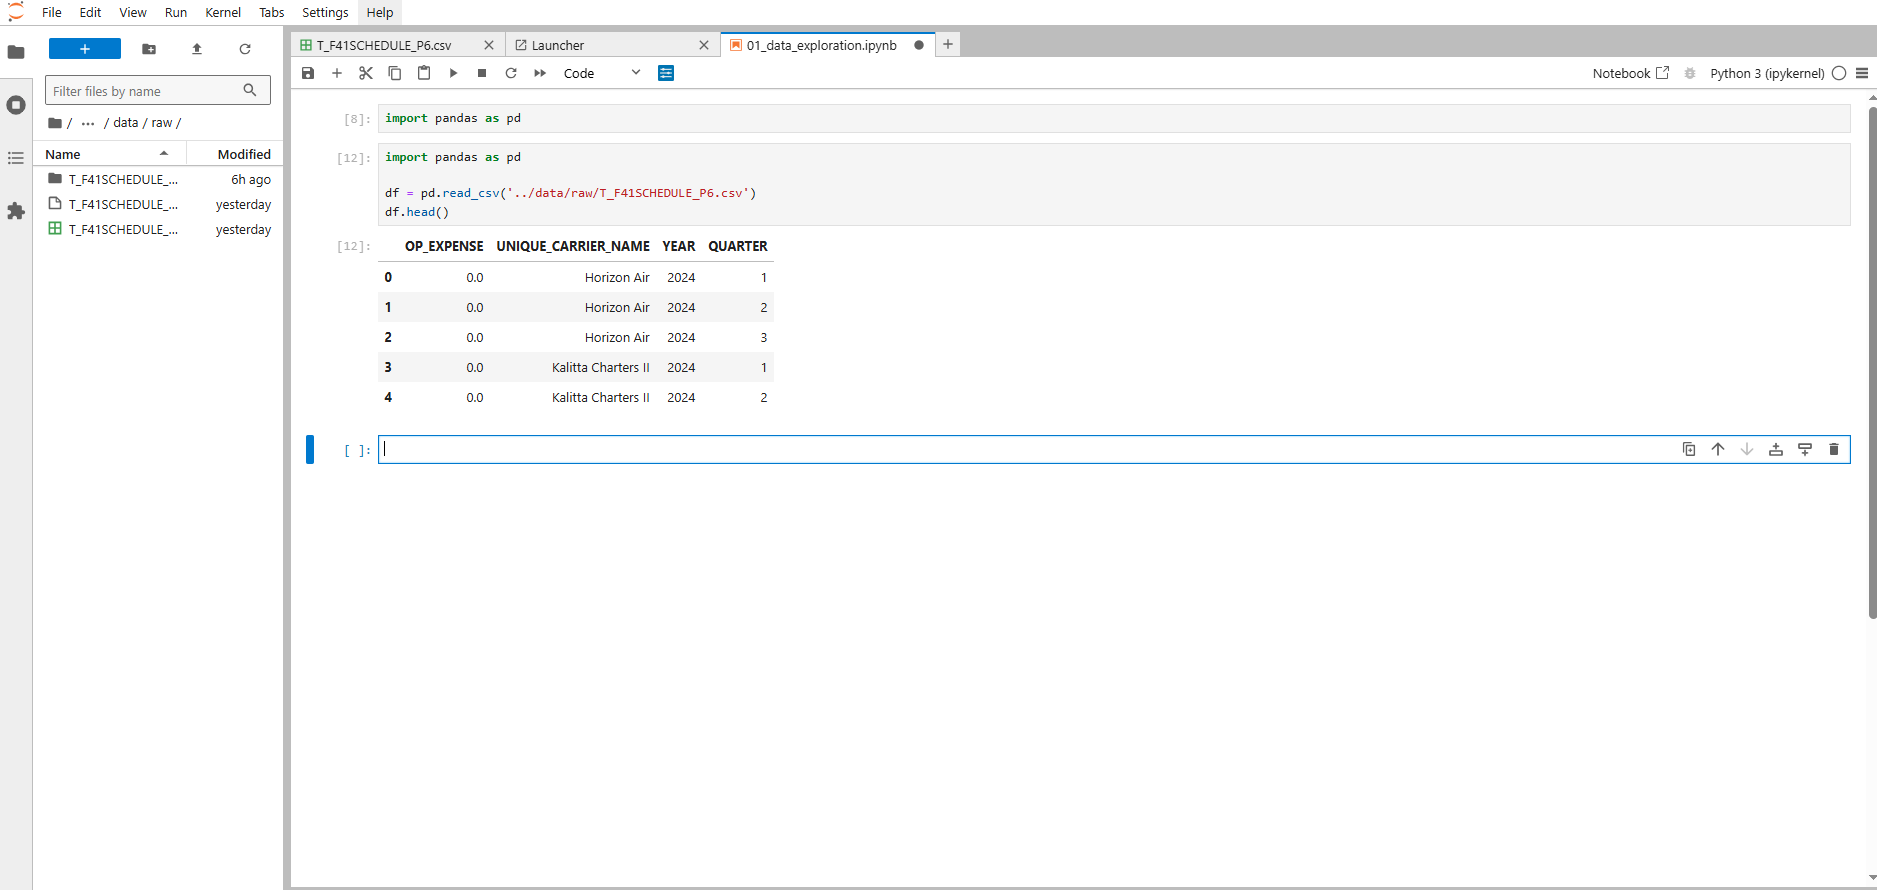 File Edit View Run Kernel Tabs Settings Help
Filter files by name
/ ... / data / raw /
Name Modified
T_F41SCHEDULE_... 6h ago
T_F41SCHEDULE_... yesterday
T_F41SCHEDULE_... yesterday
T_F41SCHEDULE_P6.csv Launcher 01_data_exploration.ipynb
Code Notebook Python 3 (ipykernel)
[8]: import pandas as pd
[12]: import pandas as pd
df = pd.read_csv('../data/raw/T_F41SCHEDULE_P6.csv')
df.head()
[12]: OP_EXPENSE UNIQUE_CARRIER_NAME YEAR QUARTER
0 0.0 Horizon Air 2024 1
1 0.0 Horizon Air 2024 2
2 0.0 Horizon Air 2024 3
3 0.0 Kalitta Charters II 2024 1
4 0.0 Kalitta Charters II 2024 2
[ ]: